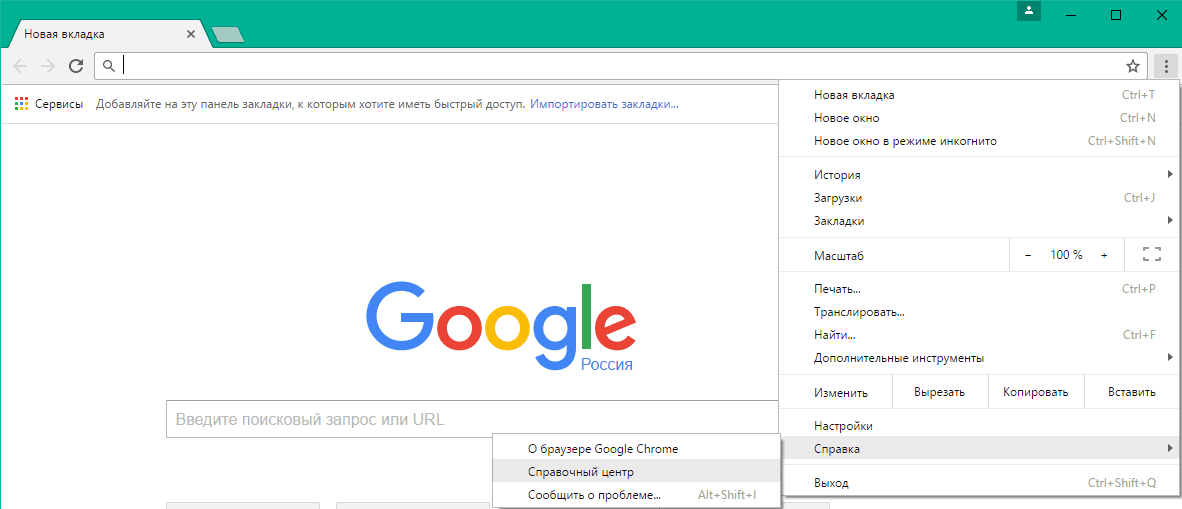 Новая вкладка
Сервисы Добавляйте на эту панель закладки, к которым хотите иметь быстрый доступ. Импортировать закладки...
Новая вкладка Ctrl+T
Новое окно Ctrl+N
Новое окно в режиме инкогнито Ctrl+Shift+N
История
Загрузки Ctrl+J
Закладки
Масштаб - 100 % +
Печать... Ctrl+P
Транслировать...
Найти... Ctrl+F
Дополнительные инструменты
Изменить Вырезать Копировать Вставить
Настройки
Справка
Выход Ctrl+Shift+Q
Google
Россия
Введите поисковый запрос или URL
О браузере Google Chrome
Справочный центр
Сообщить о проблеме... Alt+Shift+I